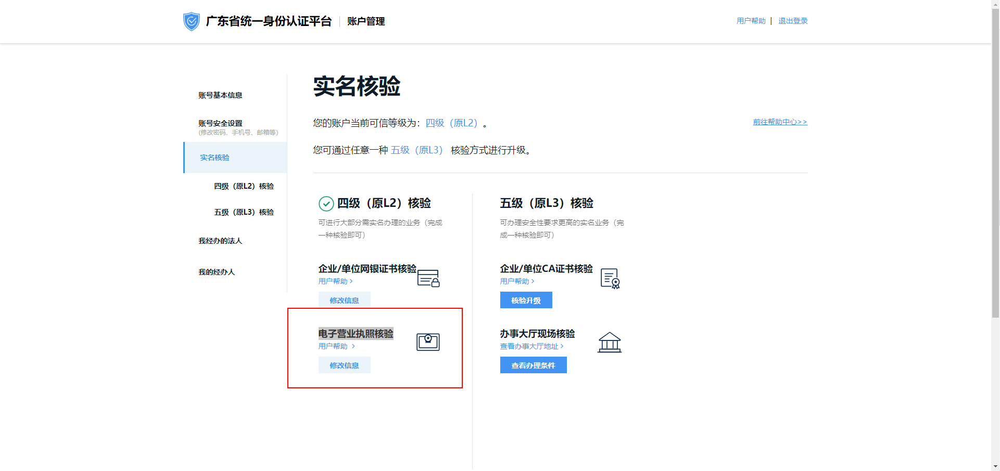 广东省统一身份认证平台
账户管理
用户帮助 | 退出登录
账号基本信息
账号安全设置
(修改密码、手机号、邮箱等)
实名核验
四级（原L2）核验
五级（原L3）核验
我经办的法人
我的经办人
实名核验
您的账户当前可信等级为：四级（原L2）。
前往帮助中心>>
您可通过任意一种 五级（原L3） 核验方式进行升级。
四级（原L2）核验
可进行大部分需实名办理的业务（完成
一种核验即可）
企业/单位网银证书核验
用户帮助 >
修改信息
电子营业执照核验
用户帮助 >
修改信息
五级（原L3）核验
可办理安全性要求更高的实名业务（完
成一种核验即可）
企业/单位CA证书核验
用户帮助 >
核验升级
办事大厅现场核验
查看办事大厅地址 >
查看办理条件